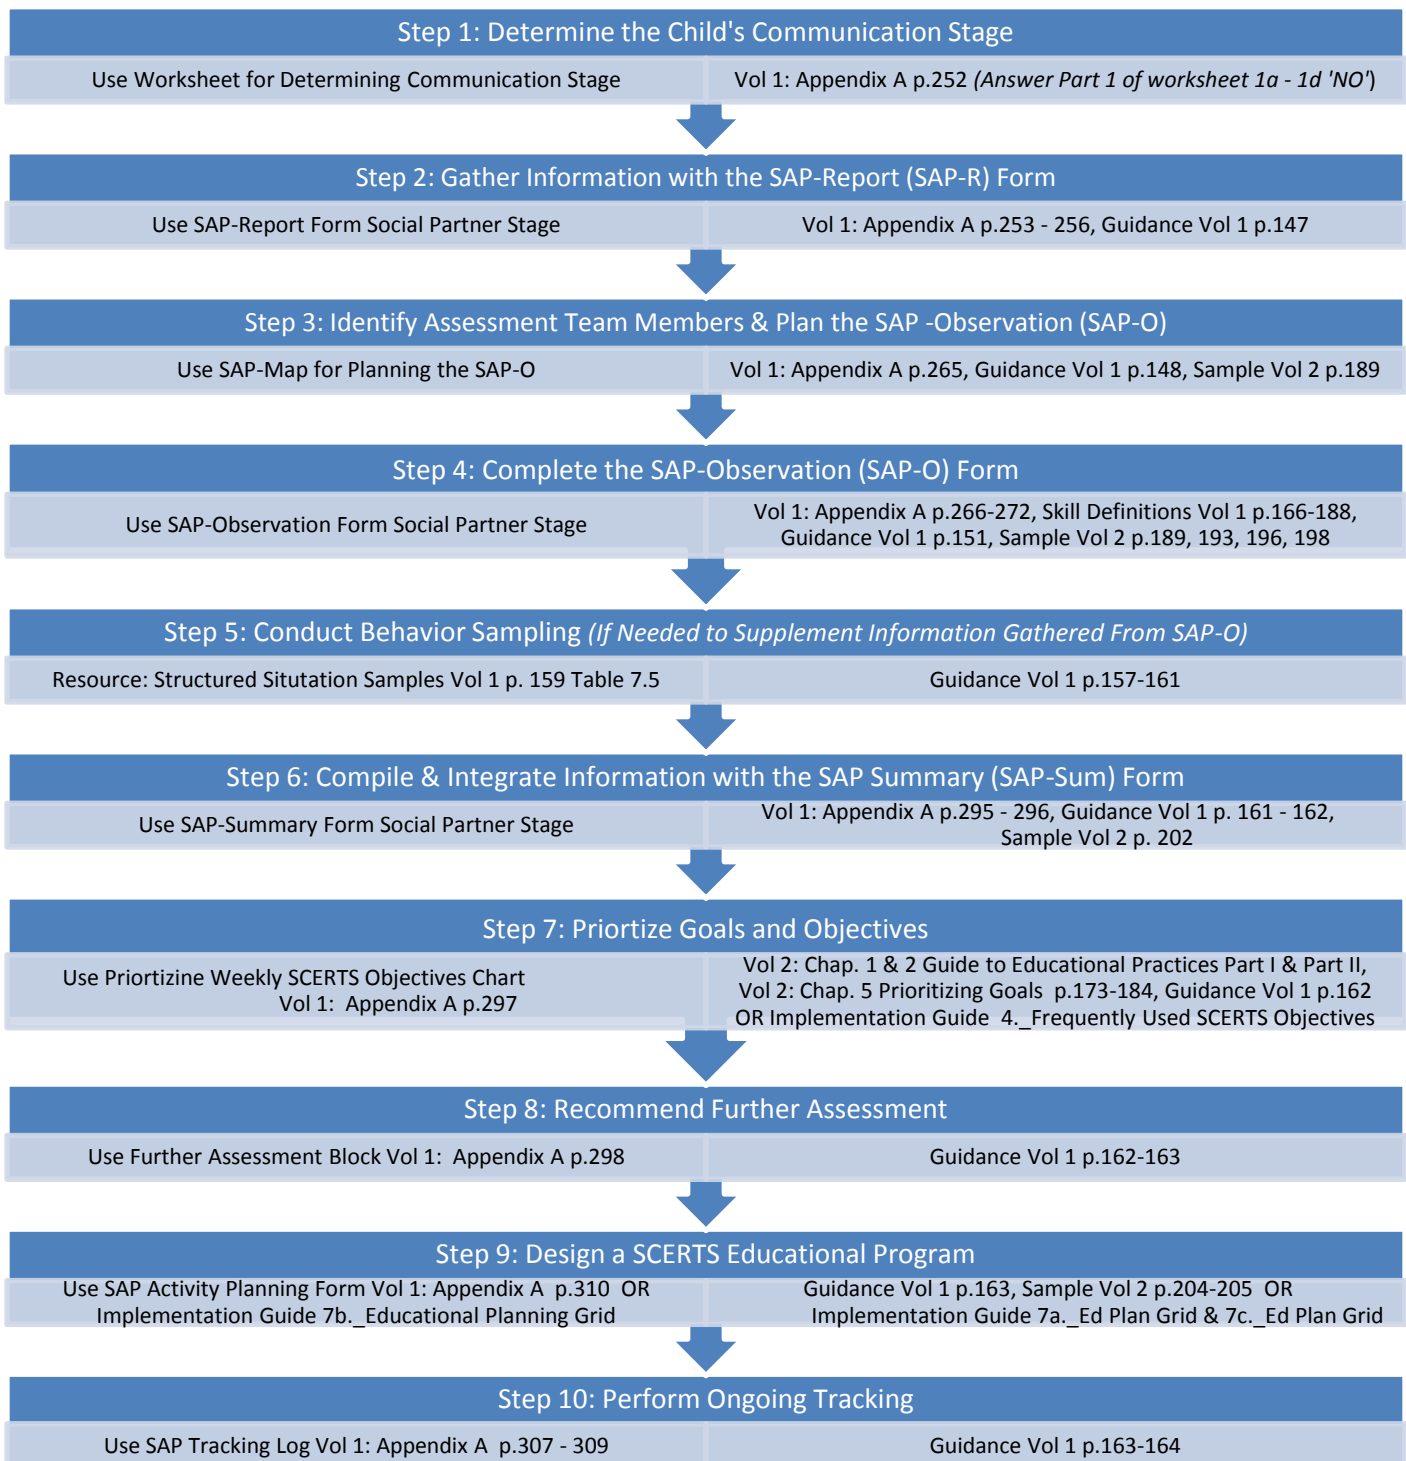 Step 1: Determine the Child's Communication Stage
Use Worksheet for Determining Communication Stage
Vol 1: Appendix A p.252 (Answer Part 1 of worksheet 1a - 1d 'NO')
Step 2: Gather Information with the SAP-Report (SAP-R) Form
Use SAP-Report Form Social Partner Stage
Vol 1: Appendix A p.253 - 256, Guidance Vol 1 p.147
Step 3: Identify Assessment Team Members & Plan the SAP -Observation (SAP-O)
Use SAP-Map for Planning the SAP-O
Vol 1: Appendix A p.265, Guidance Vol 1 p.148, Sample Vol 2 p.189
Step 4: Complete the SAP-Observation (SAP-O) Form
Use SAP-Observation Form Social Partner Stage
Vol 1: Appendix A p.266-272, Skill Definitions Vol 1 p.166-188,
Guidance Vol 1 p.151, Sample Vol 2 p.189, 193, 196, 198
Step 5: Conduct Behavior Sampling (If Needed to Supplement Information Gathered From SAP-O)
Resource: Structured Situtation Samples Vol 1 p. 159 Table 7.5
Guidance Vol 1 p.157-161
Step 6: Compile & Integrate Information with the SAP Summary (SAP-Sum) Form
Use SAP-Summary Form Social Partner Stage
Vol 1: Appendix A p.295 - 296, Guidance Vol 1 p. 161 - 162,
Sample Vol 2 p. 202
Step 7: Priortize Goals and Objectives
Use Priortizine Weekly SCERTS Objectives Chart
Vol 1: Appendix A p.297
Vol 2: Chap. 1 & 2 Guide to Educational Practices Part I & Part II,
Vol 2: Chap. 5 Prioritizing Goals p.173-184, Guidance Vol 1 p.162
OR Implementation Guide 4._Frequently Used SCERTS Objectives
Step 8: Recommend Further Assessment
Use Further Assessment Block Vol 1: Appendix A p.298
Guidance Vol 1 p.162-163
Step 9: Design a SCERTS Educational Program
Use SAP Activity Planning Form Vol 1: Appendix A p.310 OR
Implementation Guide 7b._Educational Planning Grid
Guidance Vol 1 p.163, Sample Vol 2 p.204-205 OR
Implementation Guide 7a._Ed Plan Grid & 7c._Ed Plan Grid
Step 10: Perform Ongoing Tracking
Use SAP Tracking Log Vol 1: Appendix A p.307 - 309
Guidance Vol 1 p.163-164